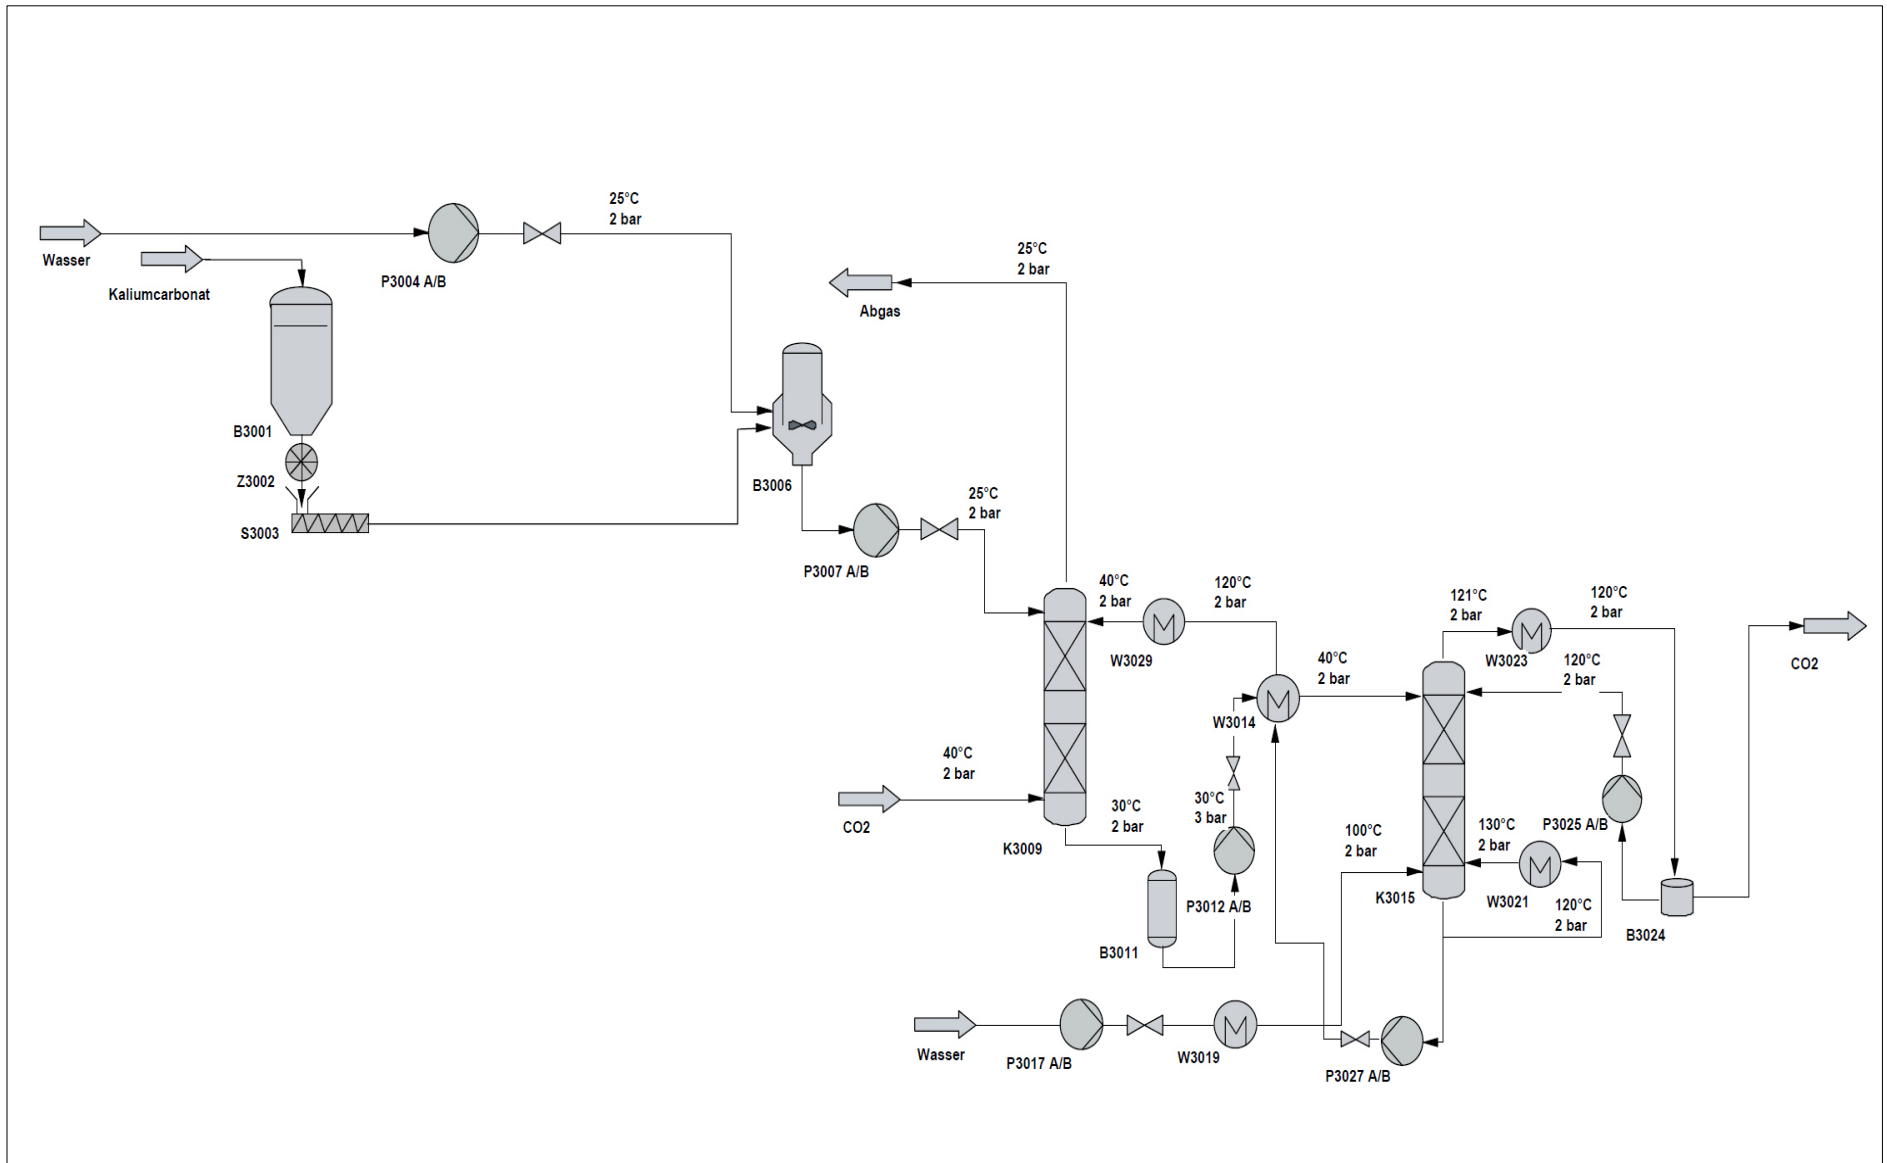 25°C
2 bar
Wasser
P3004 A/B
Kaliumcarbonat
25°C
2 bar
Abgas
B3001
Z3002
S3003
B3006
25°C
2 bar
P3007 A/B
40°C
2 bar
120°C
2 bar
W3029
121°C
2 bar
120°C
2 bar
W3023
CO2
40°C
2 bar
120°C
2 bar
W3014
40°C
2 bar
CO2
30°C
2 bar
30°C
3 bar
K3009
100°C
2 bar
130°C
2 bar
P3025 A/B
P3012 A/B
K3015
W3021
120°C
2 bar
B3024
B3011
Wasser
P3017 A/B
W3019
P3027 A/B